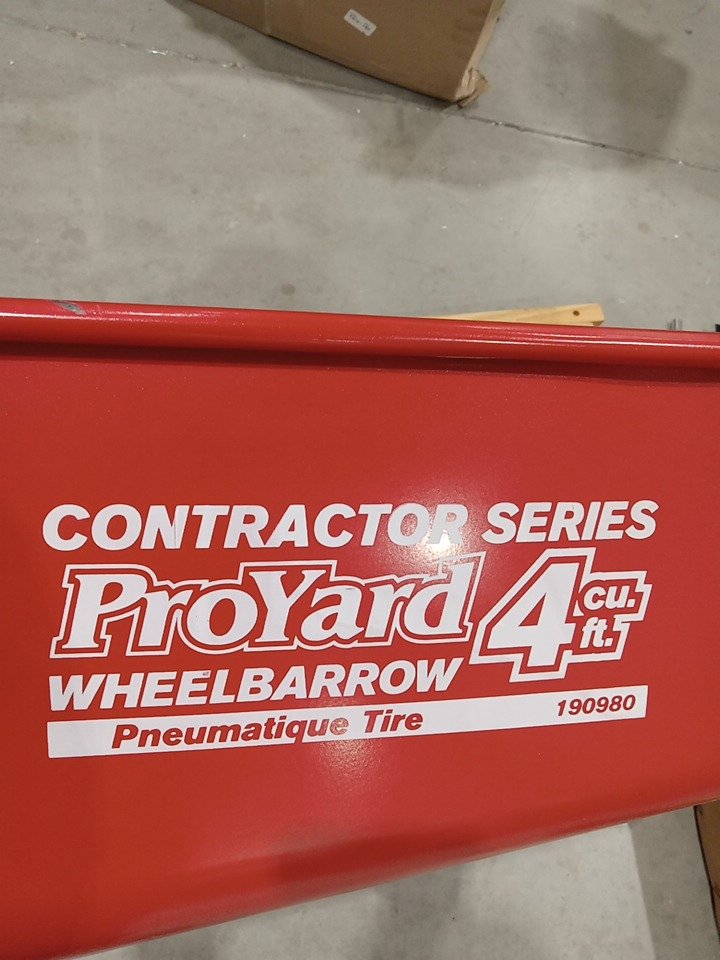 CONTRACTOR SERIES
ProYard 4 cu. ft.
WHEELBARROW
Pneumatique Tire 190980